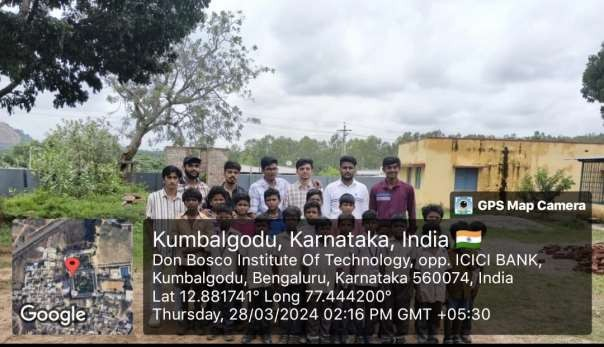 GPS Map Camera
Kumbalgodu, Karnataka, India
Don Bosco Institute Of Technology, opp. ICICI BANK,
Kumbalgodu, Bengaluru, Karnataka 560074, India
Lat 12.881741° Long 77.444200°
Thursday, 28/03/2024 02:16 PM GMT +05:30
Google